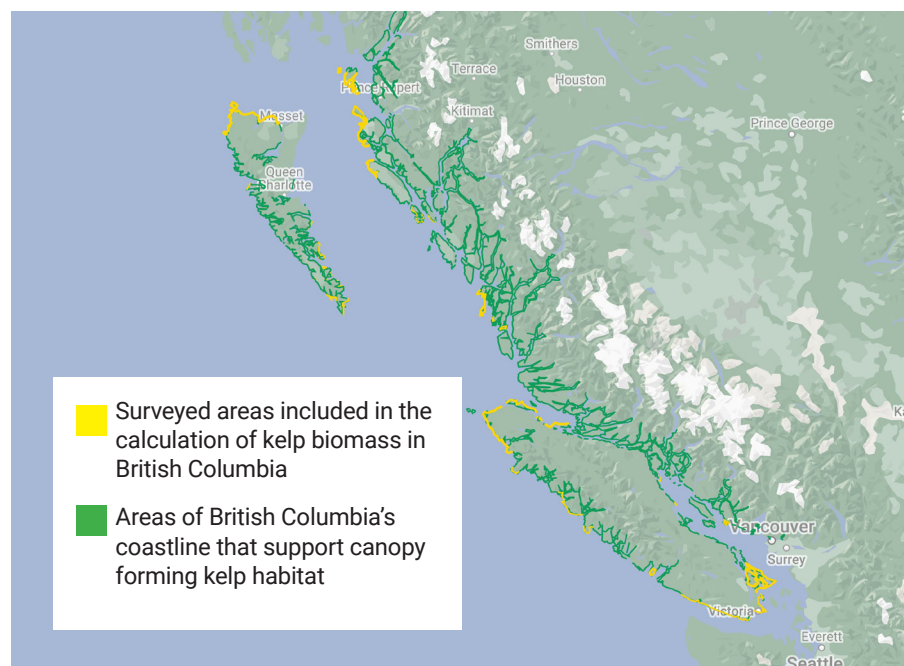 Smithers
Terrace
Houston
Prince Rupert
Kitimat
Masset
Prince George
Queen
Charlotte
Surveyed areas included in the
calculation of kelp biomass in
British Columbia
Areas of British Columbia's
coastline that support canopy
forming kelp habitat
Ka
Vancouver
Surrey
Victoria
Everett
Seattle